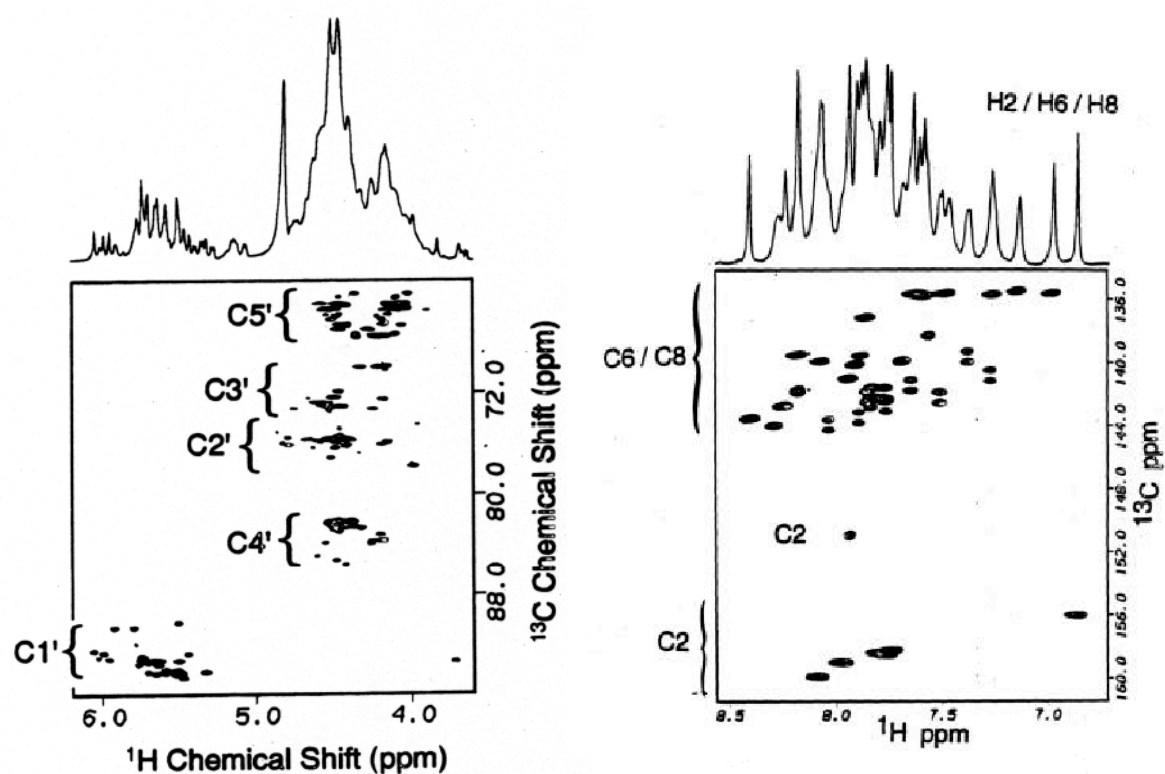 C5'
C3'
C2'
C4'
C1'
72.0
80.0
88.0
¹³C Chemical Shift (ppm)
6.0 5.0 4.0
¹H Chemical Shift (ppm)
H2 / H6 / H8
C6 / C8
C2
C2
136.0
140.0
144.0
148.0
152.0
156.0
160.0
¹³C ppm
8.5 8.0 7.5 7.0
¹H ppm